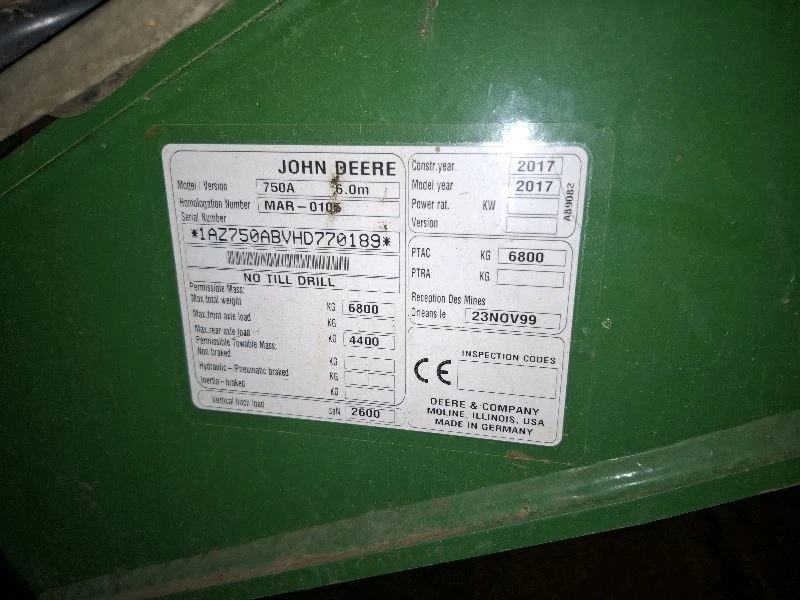 JOHN DEERE
Model / Version 750A 6.0m
Homologation Number MAR-0106
Serial Number
*1AZ750ABVHD770189*
NO TILL DRILL
Permissible Mass:
Max.total weight KG 6800
Max.front axle load KG
Max.rear axle load KG 4400
Permissible Towable Mass:
Non braked KG
Hydraulic-/Pneumatic braked KG
Inertia-braked KG
Vertical hitch load daN 2600
Constr.year 2017
Model year 2017
Power rat. KW
Version
A89082
PTAC KG 6800
PTRA KG
Reception Des Mines
Orleans le 23NOV99
INSPECTION CODES
CE
DEERE & COMPANY
MOLINE, ILLINOIS, USA
MADE IN GERMANY